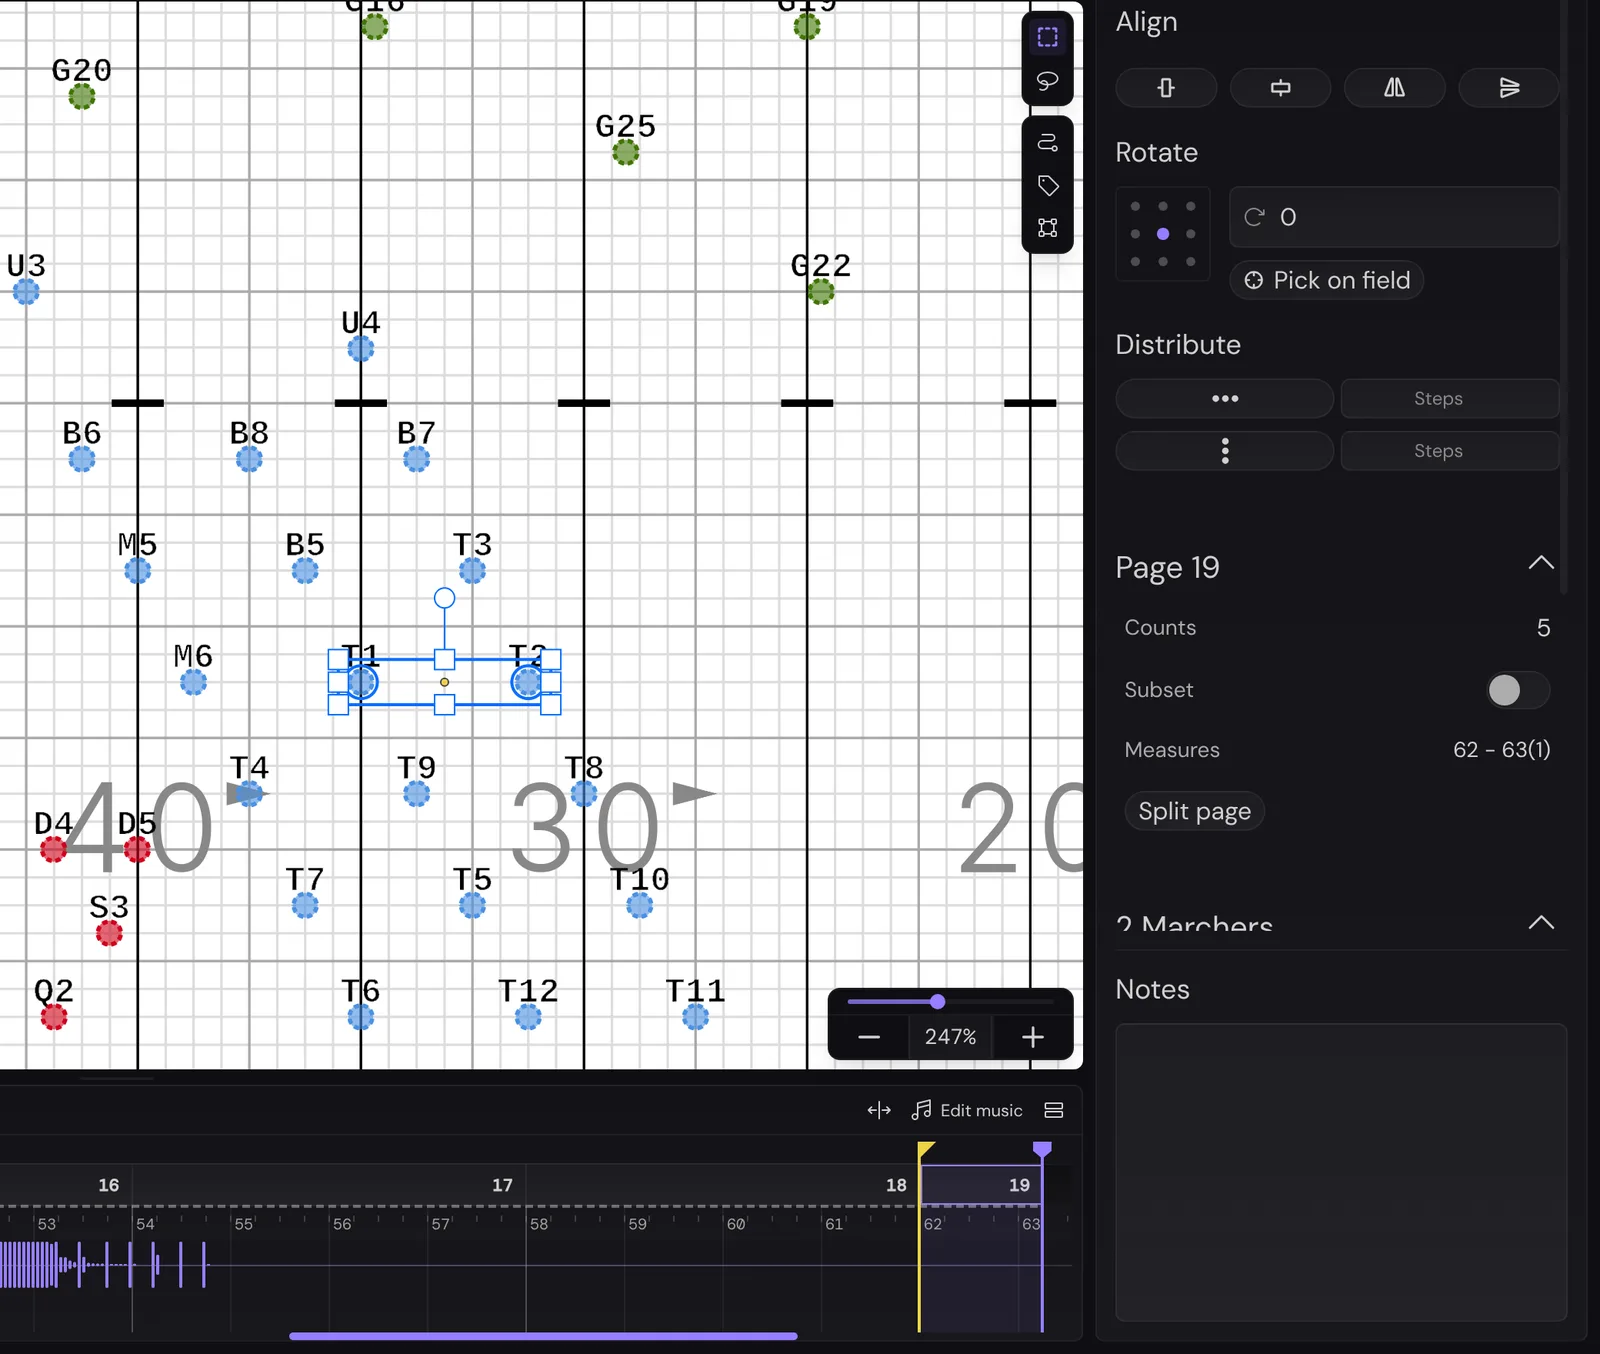 G16
G19
G20
G25
U3
G22
U4
B6
B8
B7
M5
B5
T3
M6
T1
T2
T4
T9
T8
D4
D5
40
30
20
T7
T5
T10
S3
Q2
T6
T12
T11
247%
Edit music
16
17
18
19
53
54
55
56
57
58
59
60
61
62
63
Align
Rotate
0
Pick on field
Distribute
Steps
Steps
Page 19
Counts
5
Subset
Measures
62 - 63(1)
Split page
2 Marchers
Notes